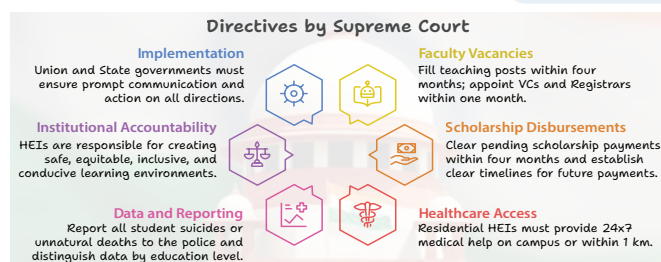 Directives by Supreme Court
Implementation
Union and State governments must
ensure prompt communication and
action on all directions.
Faculty Vacancies
Fill teaching posts within four
months; appoint VCs and Registrars
within one month.
Institutional Accountability
HEIs are responsible for creating
safe, equitable, inclusive, and
conducive learning environments.
Scholarship Disbursements
Clear pending scholarship payments
within four months and establish
clear timelines for future payments.
Data and Reporting
Report all student suicides or
unnatural deaths to the police and
distinguish data by education level.
Healthcare Access
Residential HEIs must provide 24x7
medical help on campus or within 1 km.